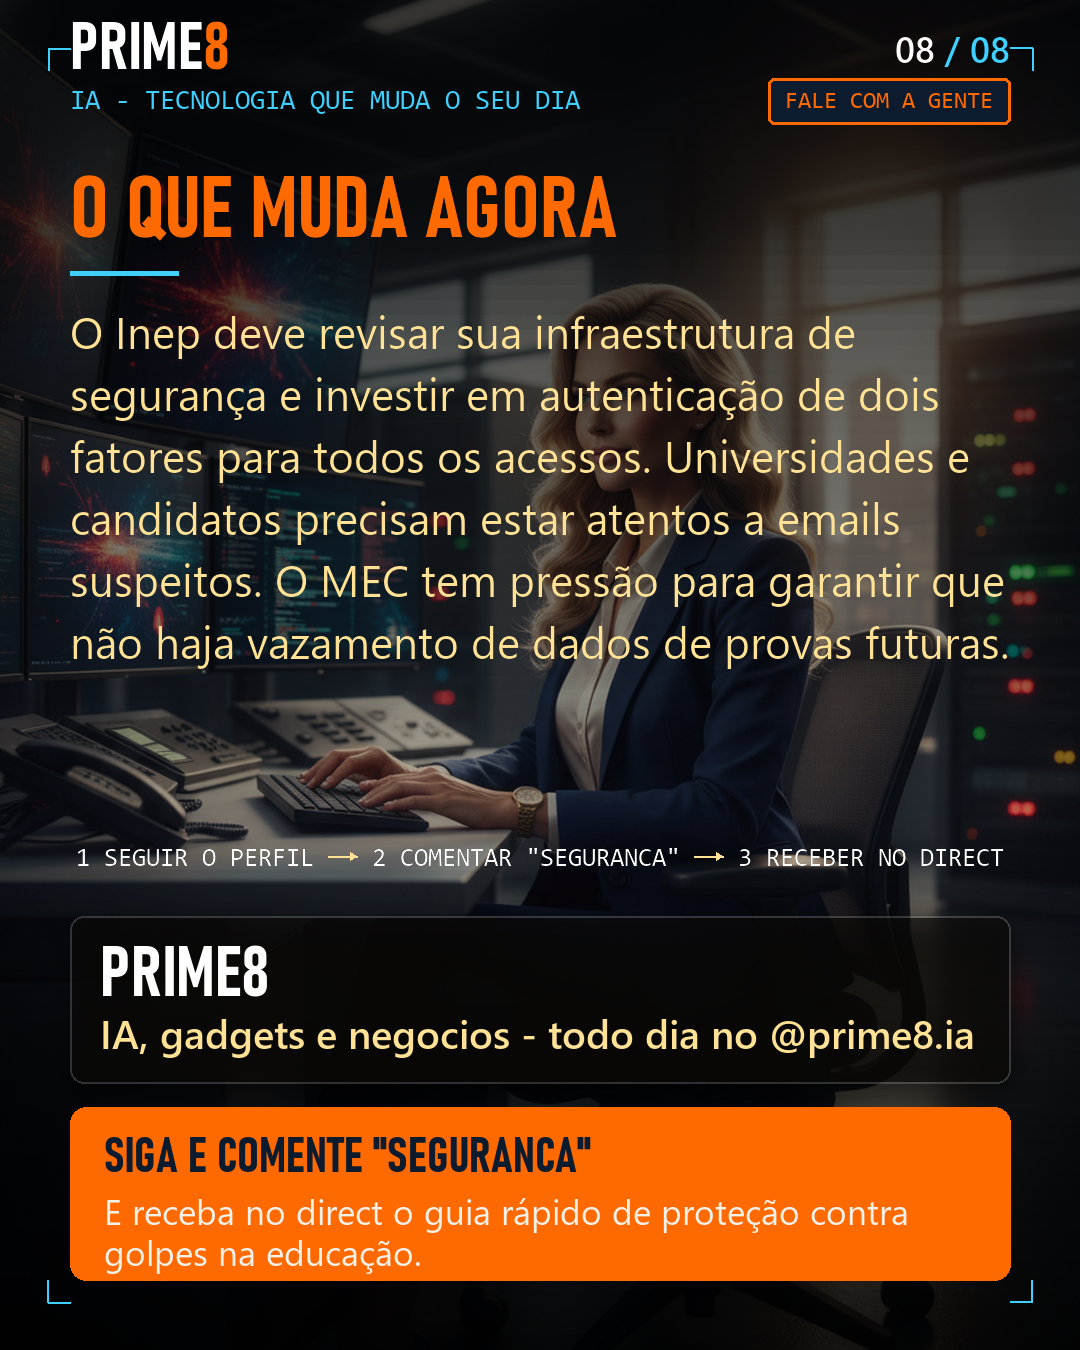 PRIME8
08 / 08
IA - TECNOLOGIA QUE MUDA O SEU DIA
FALE COM A GENTE
O QUE MUDA AGORA
O Inep deve revisar sua infraestrutura de
segurança e investir em autenticação de dois
fatores para todos os acessos. Universidades e
candidatos precisam estar atentos a emails
suspeitos. O MEC tem pressão para garantir que
não haja vazamento de dados de provas futuras.
1 SEGUIR O PERFIL → 2 COMENTAR "SEGURANCA" → 3 RECEBER NO DIRECT
PRIME8
IA, gadgets e negocios - todo dia no @prime8.ia
SIGA E COMENTE "SEGURANCA"
E receba no direct o guia rápido de proteção contra
golpes na educação.